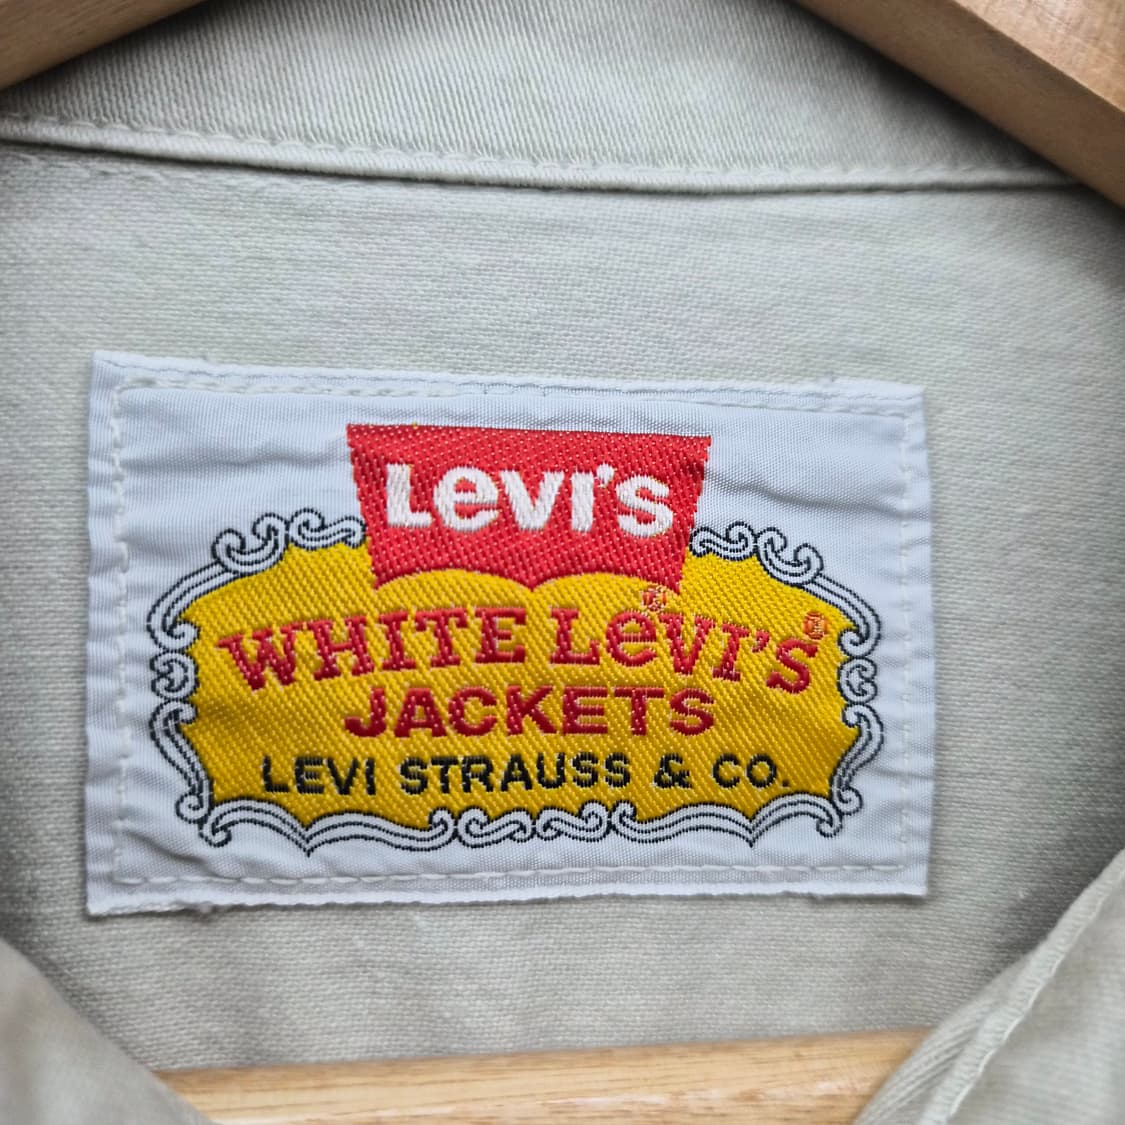 Levi's
®
WHITE LeVI'S®
JACKETS
LEVI STRAUSS & CO.